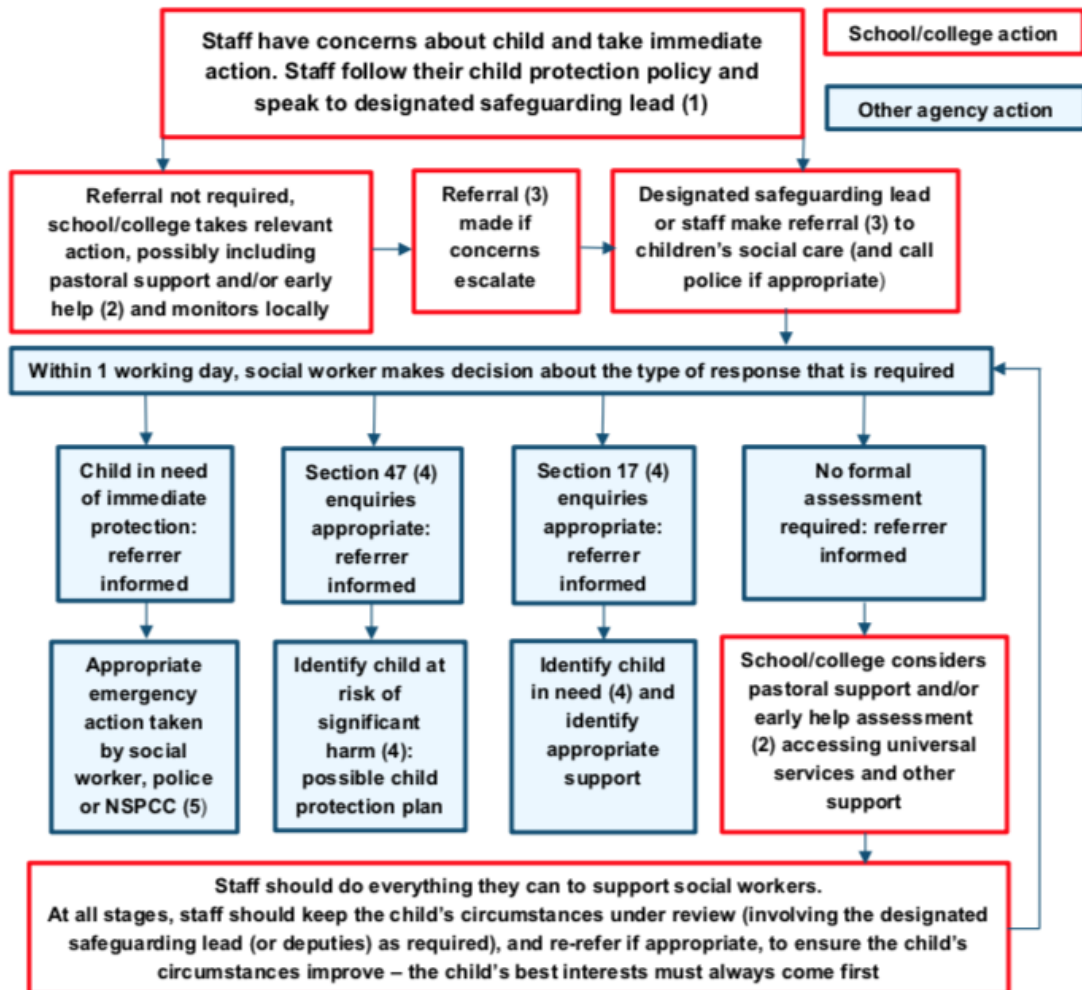 Staff have concerns about child and take immediate
action. Staff follow their child protection policy and
speak to designated safeguarding lead (1)
School/college action
Other agency action
Referral not required,
school/college takes relevant
action, possibly including
pastoral support and/or early
help (2) and monitors locally
Referral (3)
made if
concerns
escalate
Designated safeguarding lead
or staff make referral (3) to
children's social care (and call
police if appropriate)
Within 1 working day, social worker makes decision about the type of response that is required
Child in need
of immediate
protection:
referrer
informed
Section 47 (4)
enquiries
appropriate:
referrer
informed
Section 17 (4)
enquiries
appropriate:
referrer
informed
No formal
assessment
required: referrer
informed
Appropriate
emergency
action taken
by social
worker, police
or NSPCC (5)
Identify child at
risk of
significant
harm (4):
possible child
protection plan
Identify child
in need (4) and
identify
appropriate
support
School/college considers
pastoral support and/or
early help assessment
(2) accessing universal
services and other
support
Staff should do everything they can to support social workers.
At all stages, staff should keep the child's circumstances under review (involving the designated
safeguarding lead (or deputies) as required), and re-refer if appropriate, to ensure the child's
circumstances improve – the child's best interests must always come first